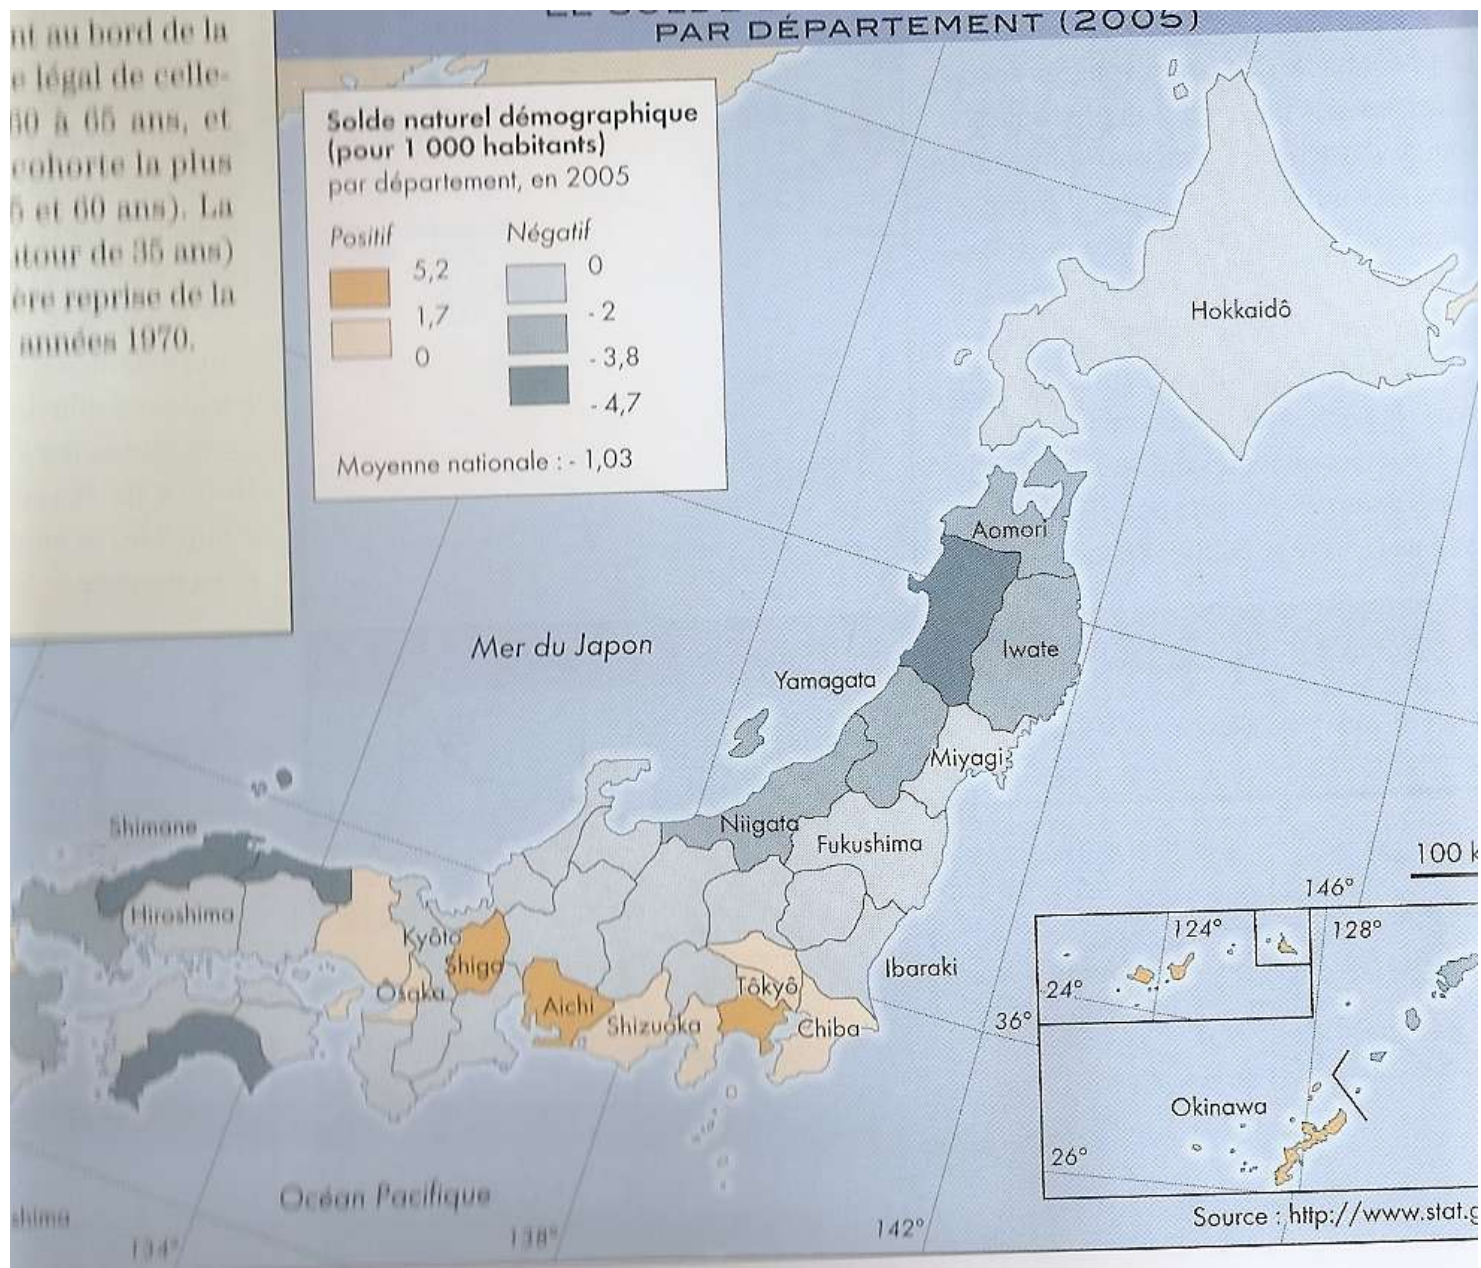 nt au bord de la
e légal de celle-
60 à 65 ans, et
cohorte la plus
5 et 60 ans). La
utour de 35 ans)
ère reprise de la
années 1970.
PAR DÉPARTEMENT (2005)
Solde naturel démographique
(pour 1 000 habitants)
par département, en 2005
Positif
Négatif
5,2
1,7
0
0
- 2
- 3,8
- 4,7
Moyenne nationale : - 1,03
Hokkaidô
Aomori
Iwate
Mer du Japon
Yamagata
Miyagi
Niigata
Fukushima
Shimane
Hiroshima
Kyôto
Shiga
Ôsaka
Aichi
Shizuoka
Tôkyô
Chiba
Ibaraki
100 k
146°
124°
128°
24°
36°
Okinawa
26°
Océan Pacifique
shima
134°
138°
142°
Source : http://www.stat.g